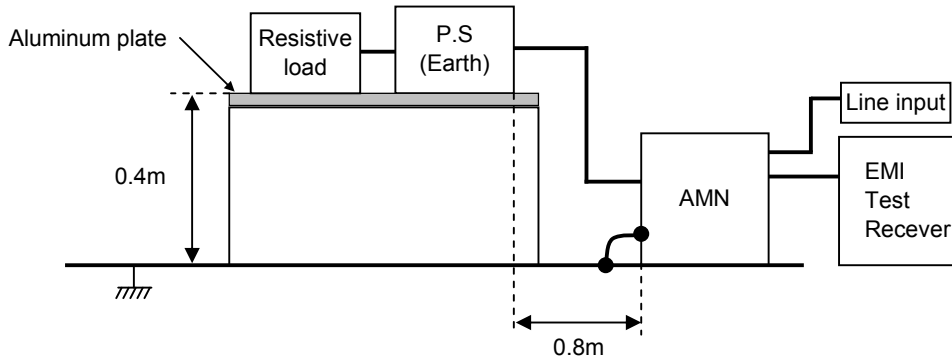 Aluminum plate
Resistive
load
P.S
(Earth)
Line input
0.4m
AMN
EMI
Test
Recever
0.8m